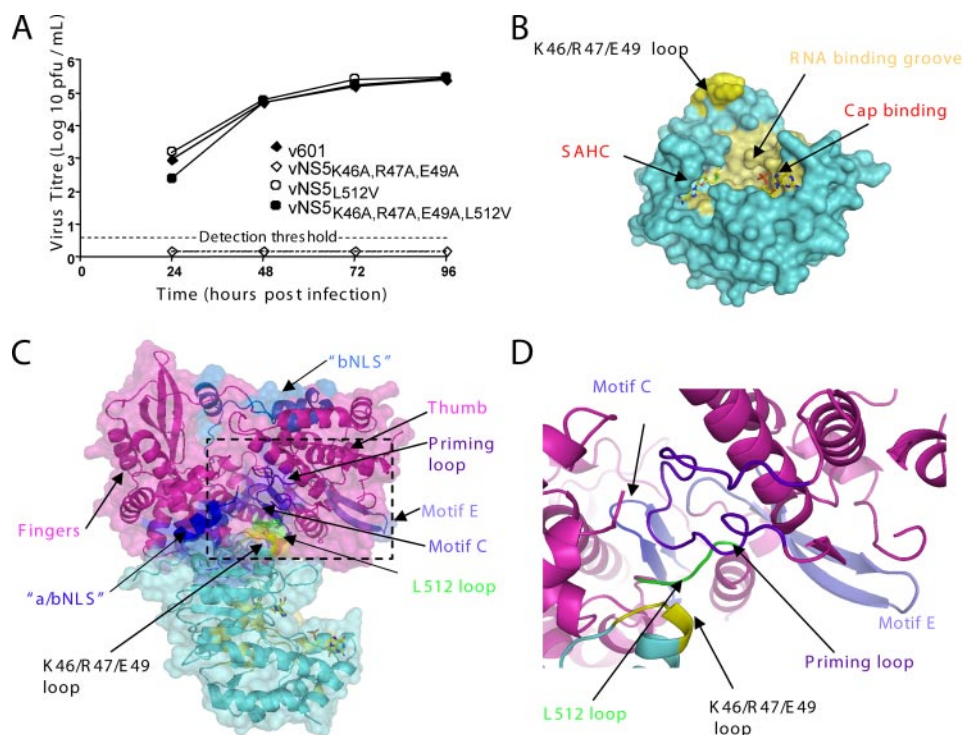 A
Virus Titre (Log 10 pfu / mL)
6
5
4
3
2
1
0
v601
vNS5K46A,R47A,E49A
vNS5L512V
vNS5K46A,R47A,E49A,L512V
Detection threshold
0 24 48 72 96
Time (hours post infection)
B
K46/R47/E49 loop
RNA binding groove
Cap binding
SAHC
C
"bNLS"
Thumb
Priming
loop
Fingers
Motif E
Motif C
"a/bNLS"
L512 loop
K46/R47/E49
loop
D
Motif C
Motif E
Priming loop
L512 loop
K46/R47/E49
loop